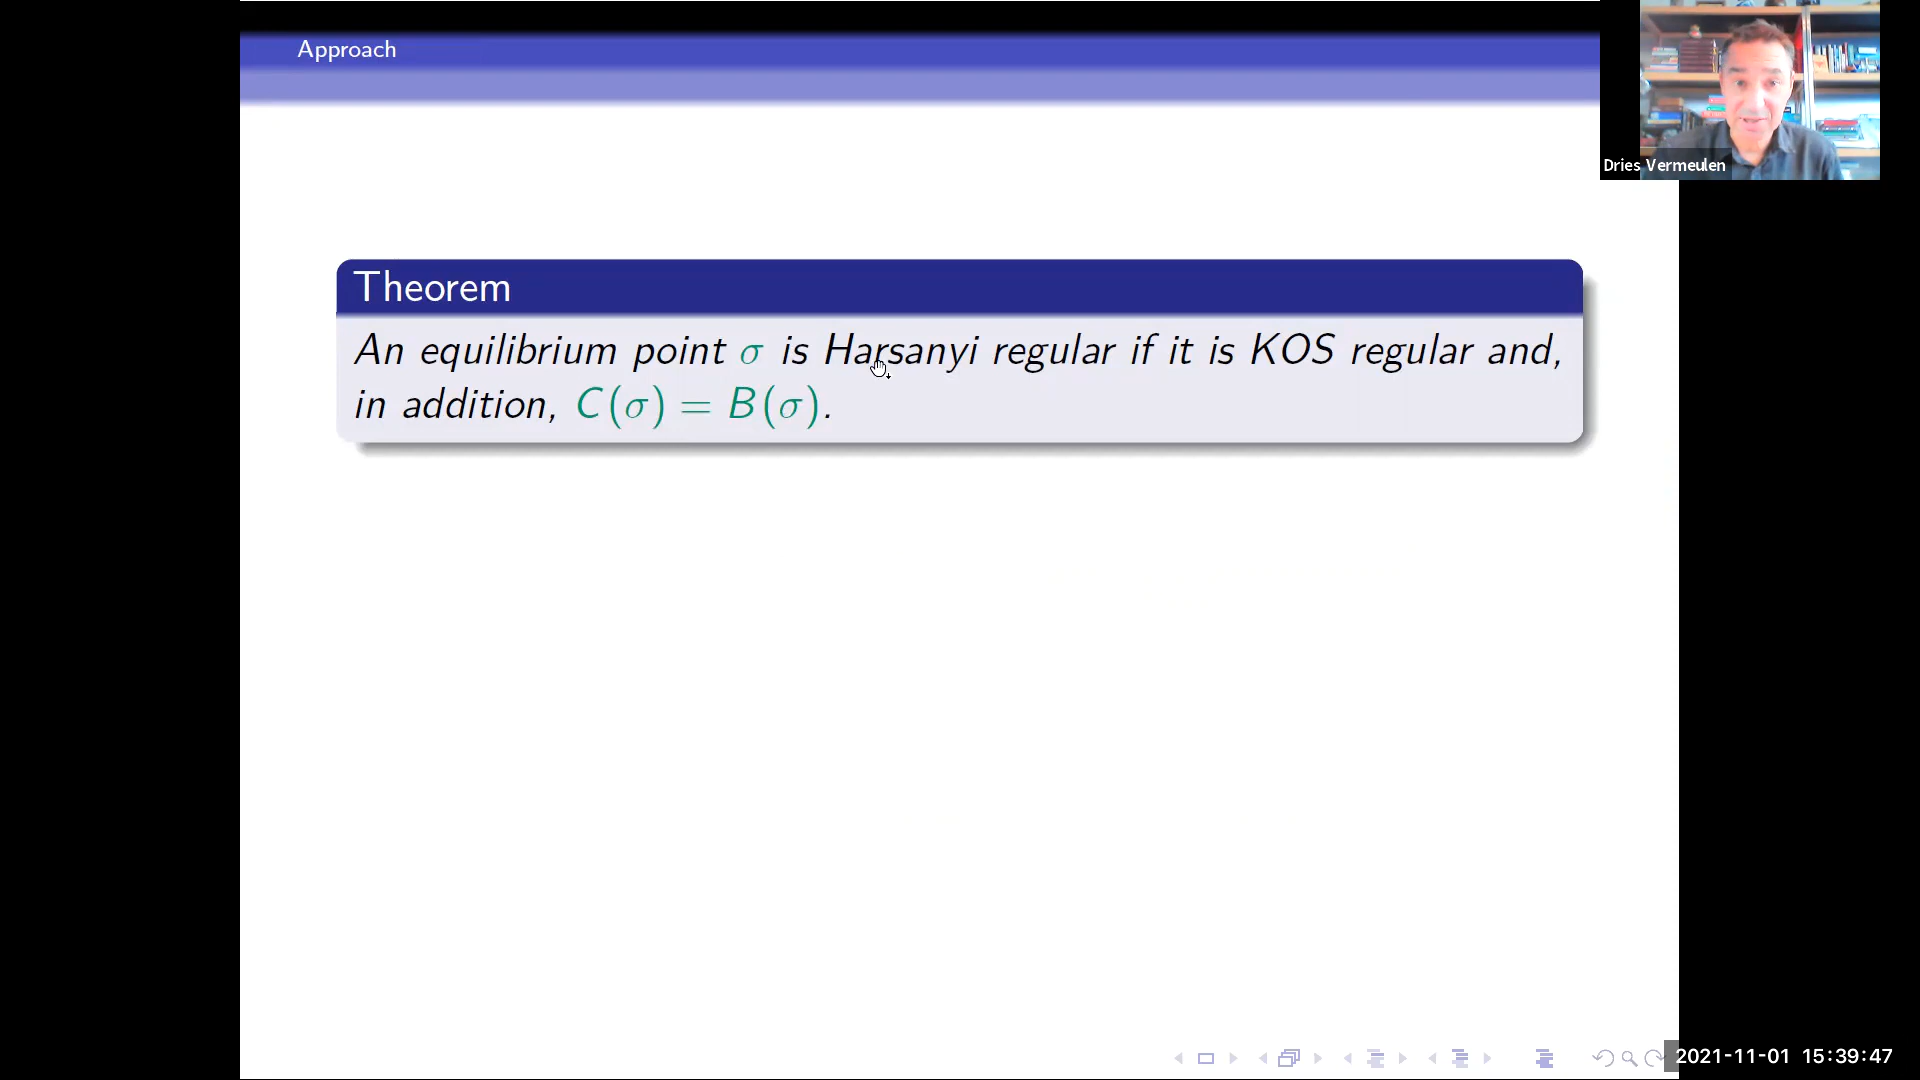 Approach
Dries Vermeulen
Theorem
An equilibrium point σ is Harsanyi regular if it is KOS regular and,
in addition, C(σ) = B(σ).
2021-11-01 15:39:47